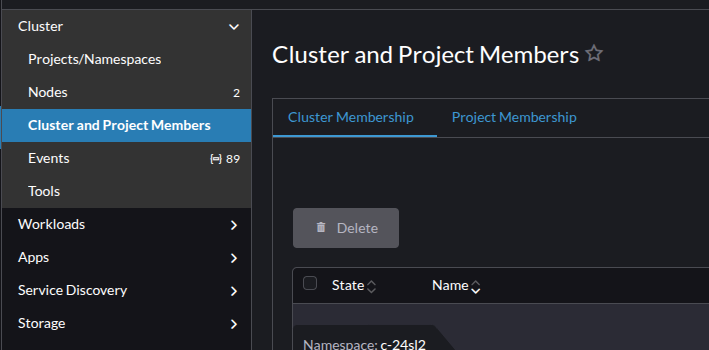 Cluster
Projects/Namespaces
Nodes 2
Cluster and Project Members
Events 89
Tools
Workloads
Apps
Service Discovery
Storage
Cluster and Project Members
Cluster Membership Project Membership
Delete
State Name
Namespace: c-24sl2